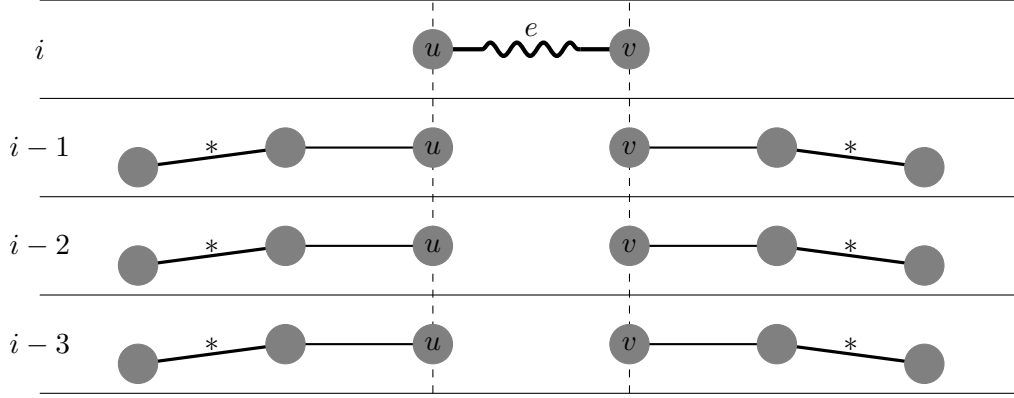 e
i u v
i − 1 * u v *
i − 2 * u v *
i − 3 * u v *